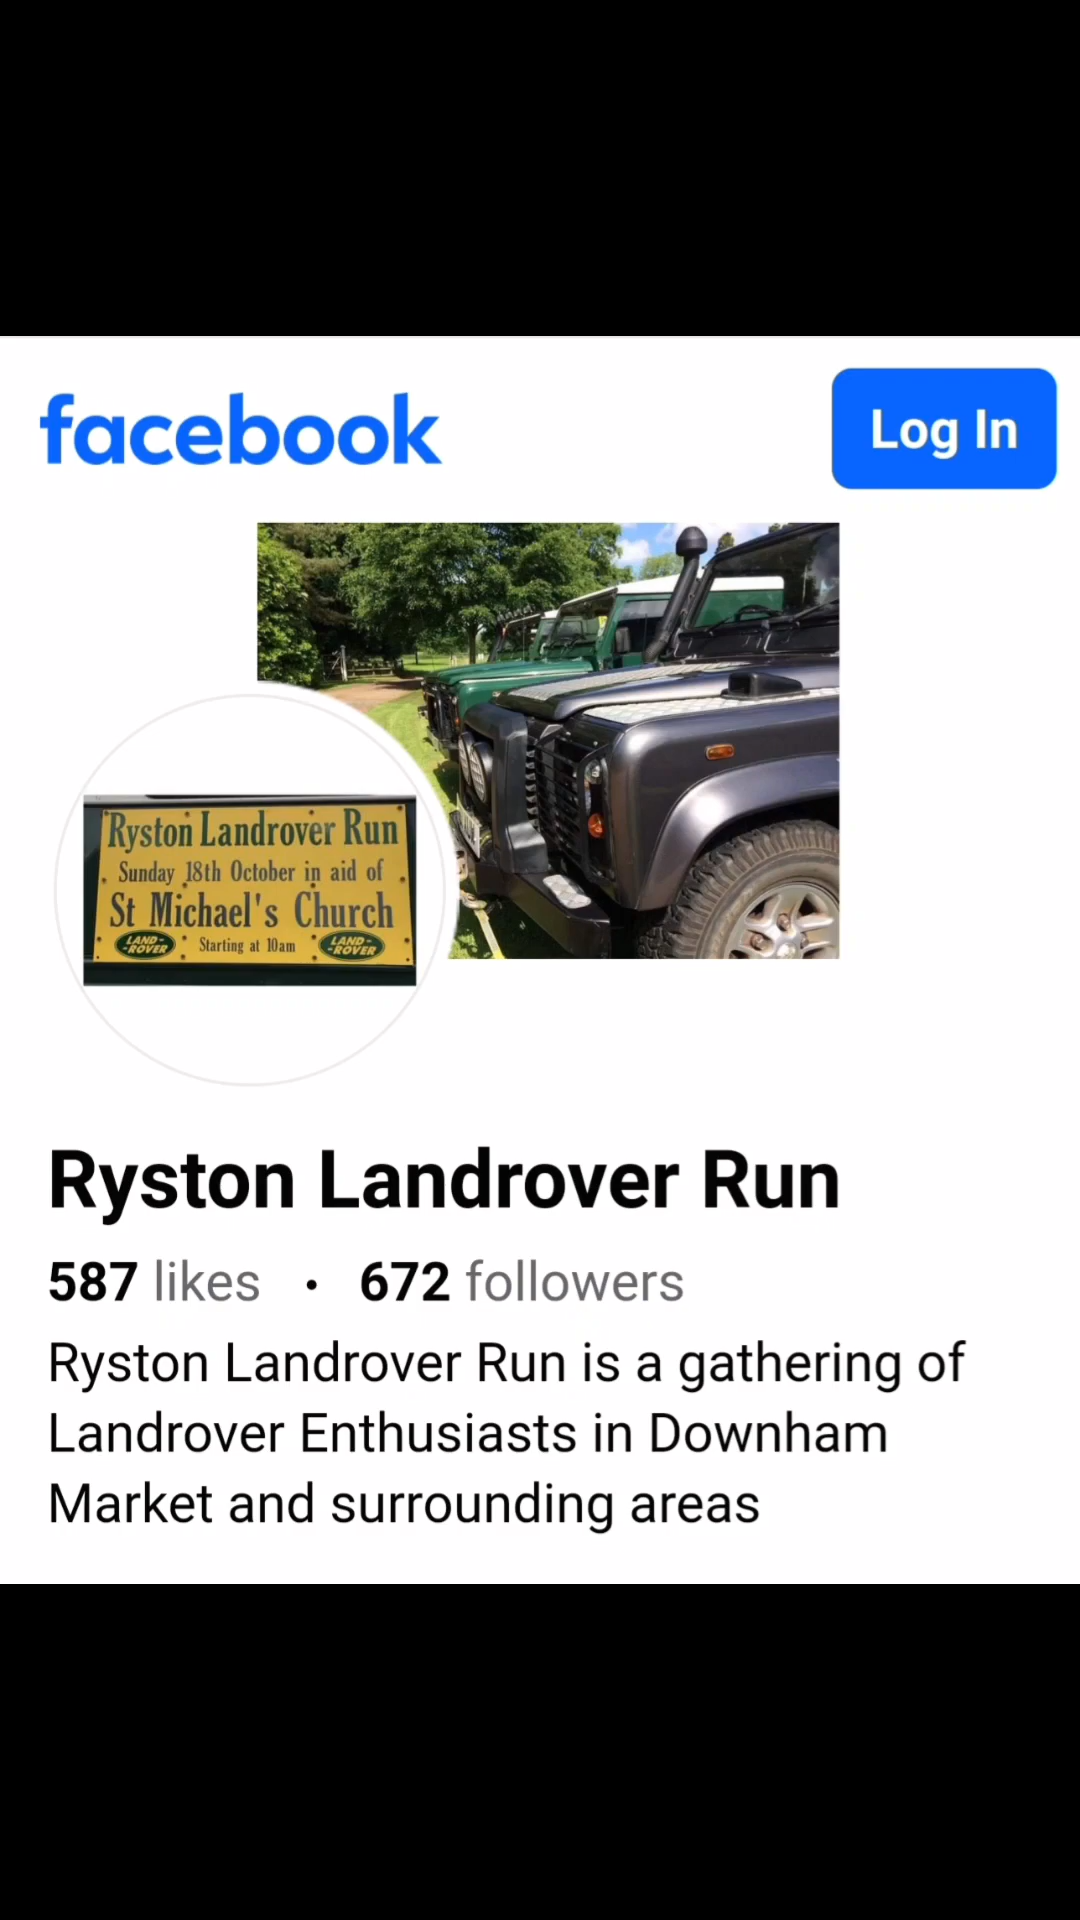 facebook
Log In
Ryston Landrover Run
Sunday 18th October in aid of
St Michael's Church
LAND-
-ROVER
Starting at 10am
LAND-
-ROVER
Ryston Landrover Run
587 likes • 672 followers
Ryston Landrover Run is a gathering of
Landrover Enthusiasts in Downham
Market and surrounding areas